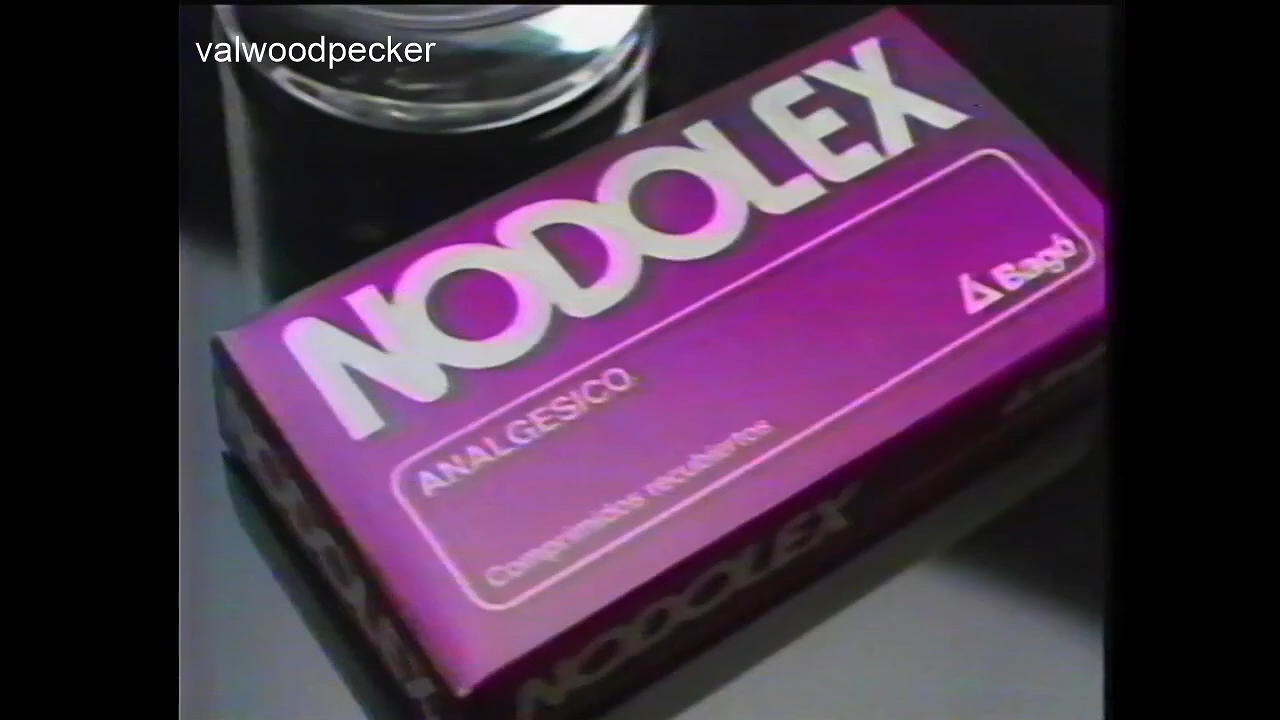 valwoodpecker
NODOLEX
Bagó
ANALGESICO
Comprimidos recubiertos
NODOLEX